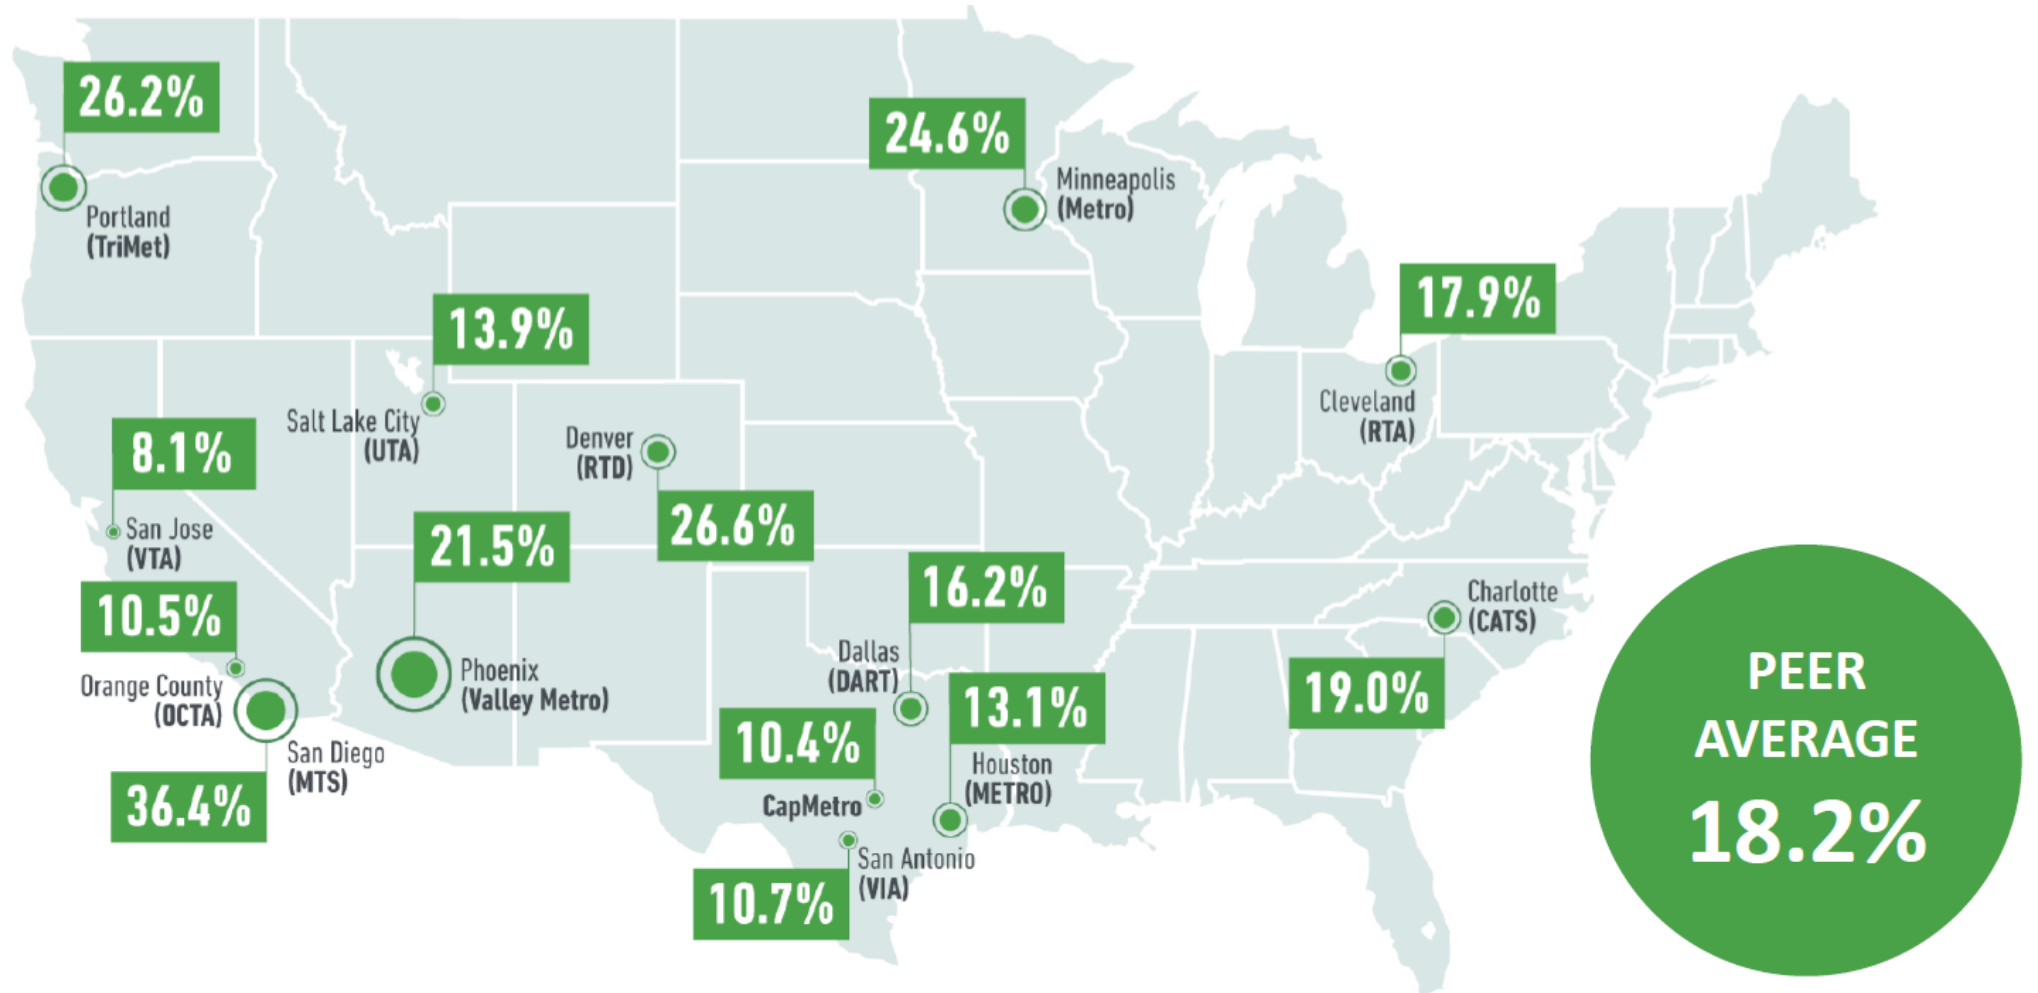 26.2%
Portland
(TriMet)
24.6%
Minneapolis
(Metro)
17.9%
Cleveland
(RTA)
13.9%
Salt Lake City
(UTA)
Denver
(RTD)
26.6%
8.1%
San Jose
(VTA)
21.5%
Phoenix
(Valley Metro)
10.5%
Orange County
(OCTA)
San Diego
(MTS)
36.4%
16.2%
Dallas
(DART)
13.1%
Houston
(METRO)
10.4%
CapMetro
San Antonio
(VIA)
10.7%
Charlotte
(CATS)
19.0%
PEER
AVERAGE
18.2%